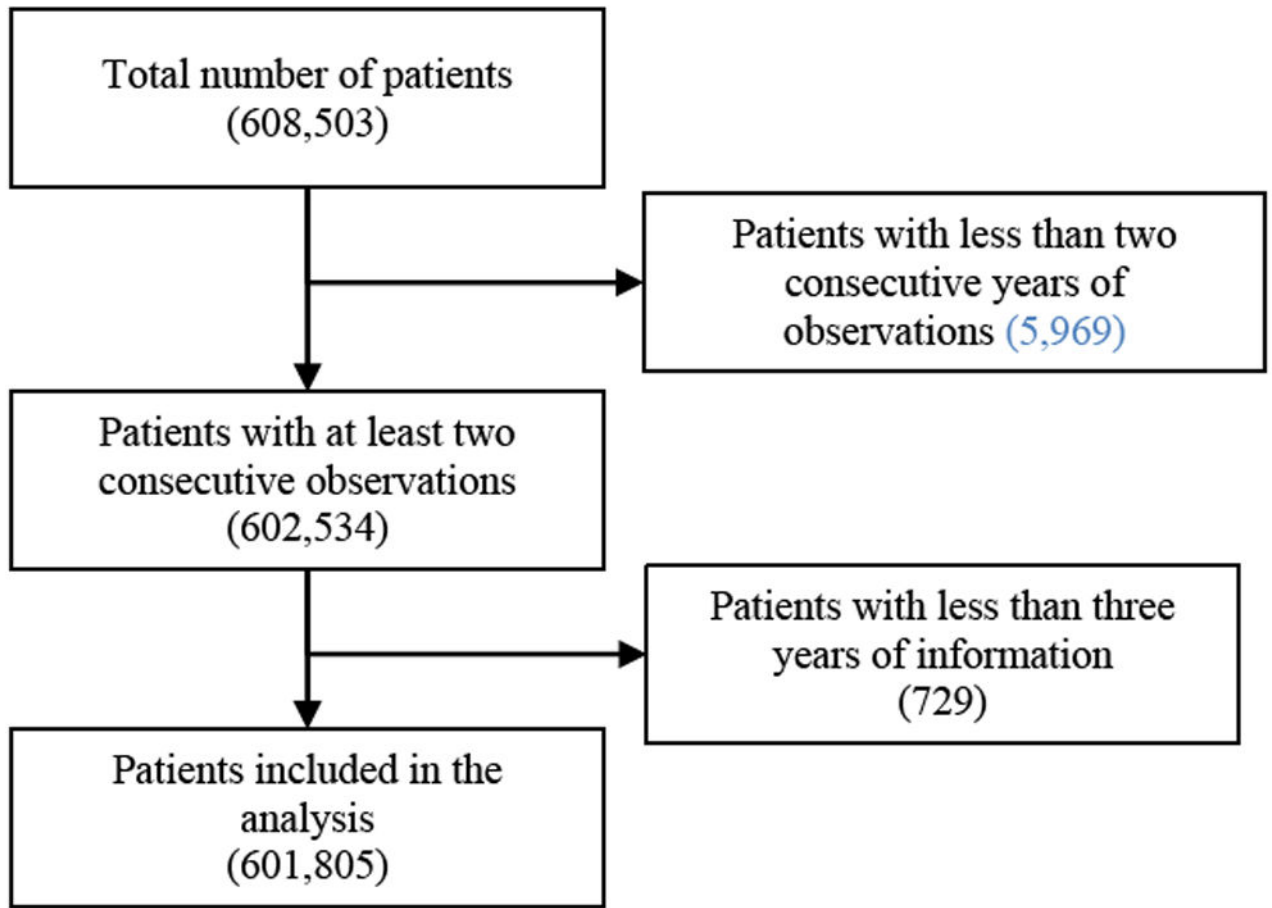 Total number of patients
(608,503)
Patients with less than two
consecutive years of
observations (5,969)
Patients with at least two
consecutive observations
(602,534)
Patients with less than three
years of information
(729)
Patients included in the
analysis
(601,805)